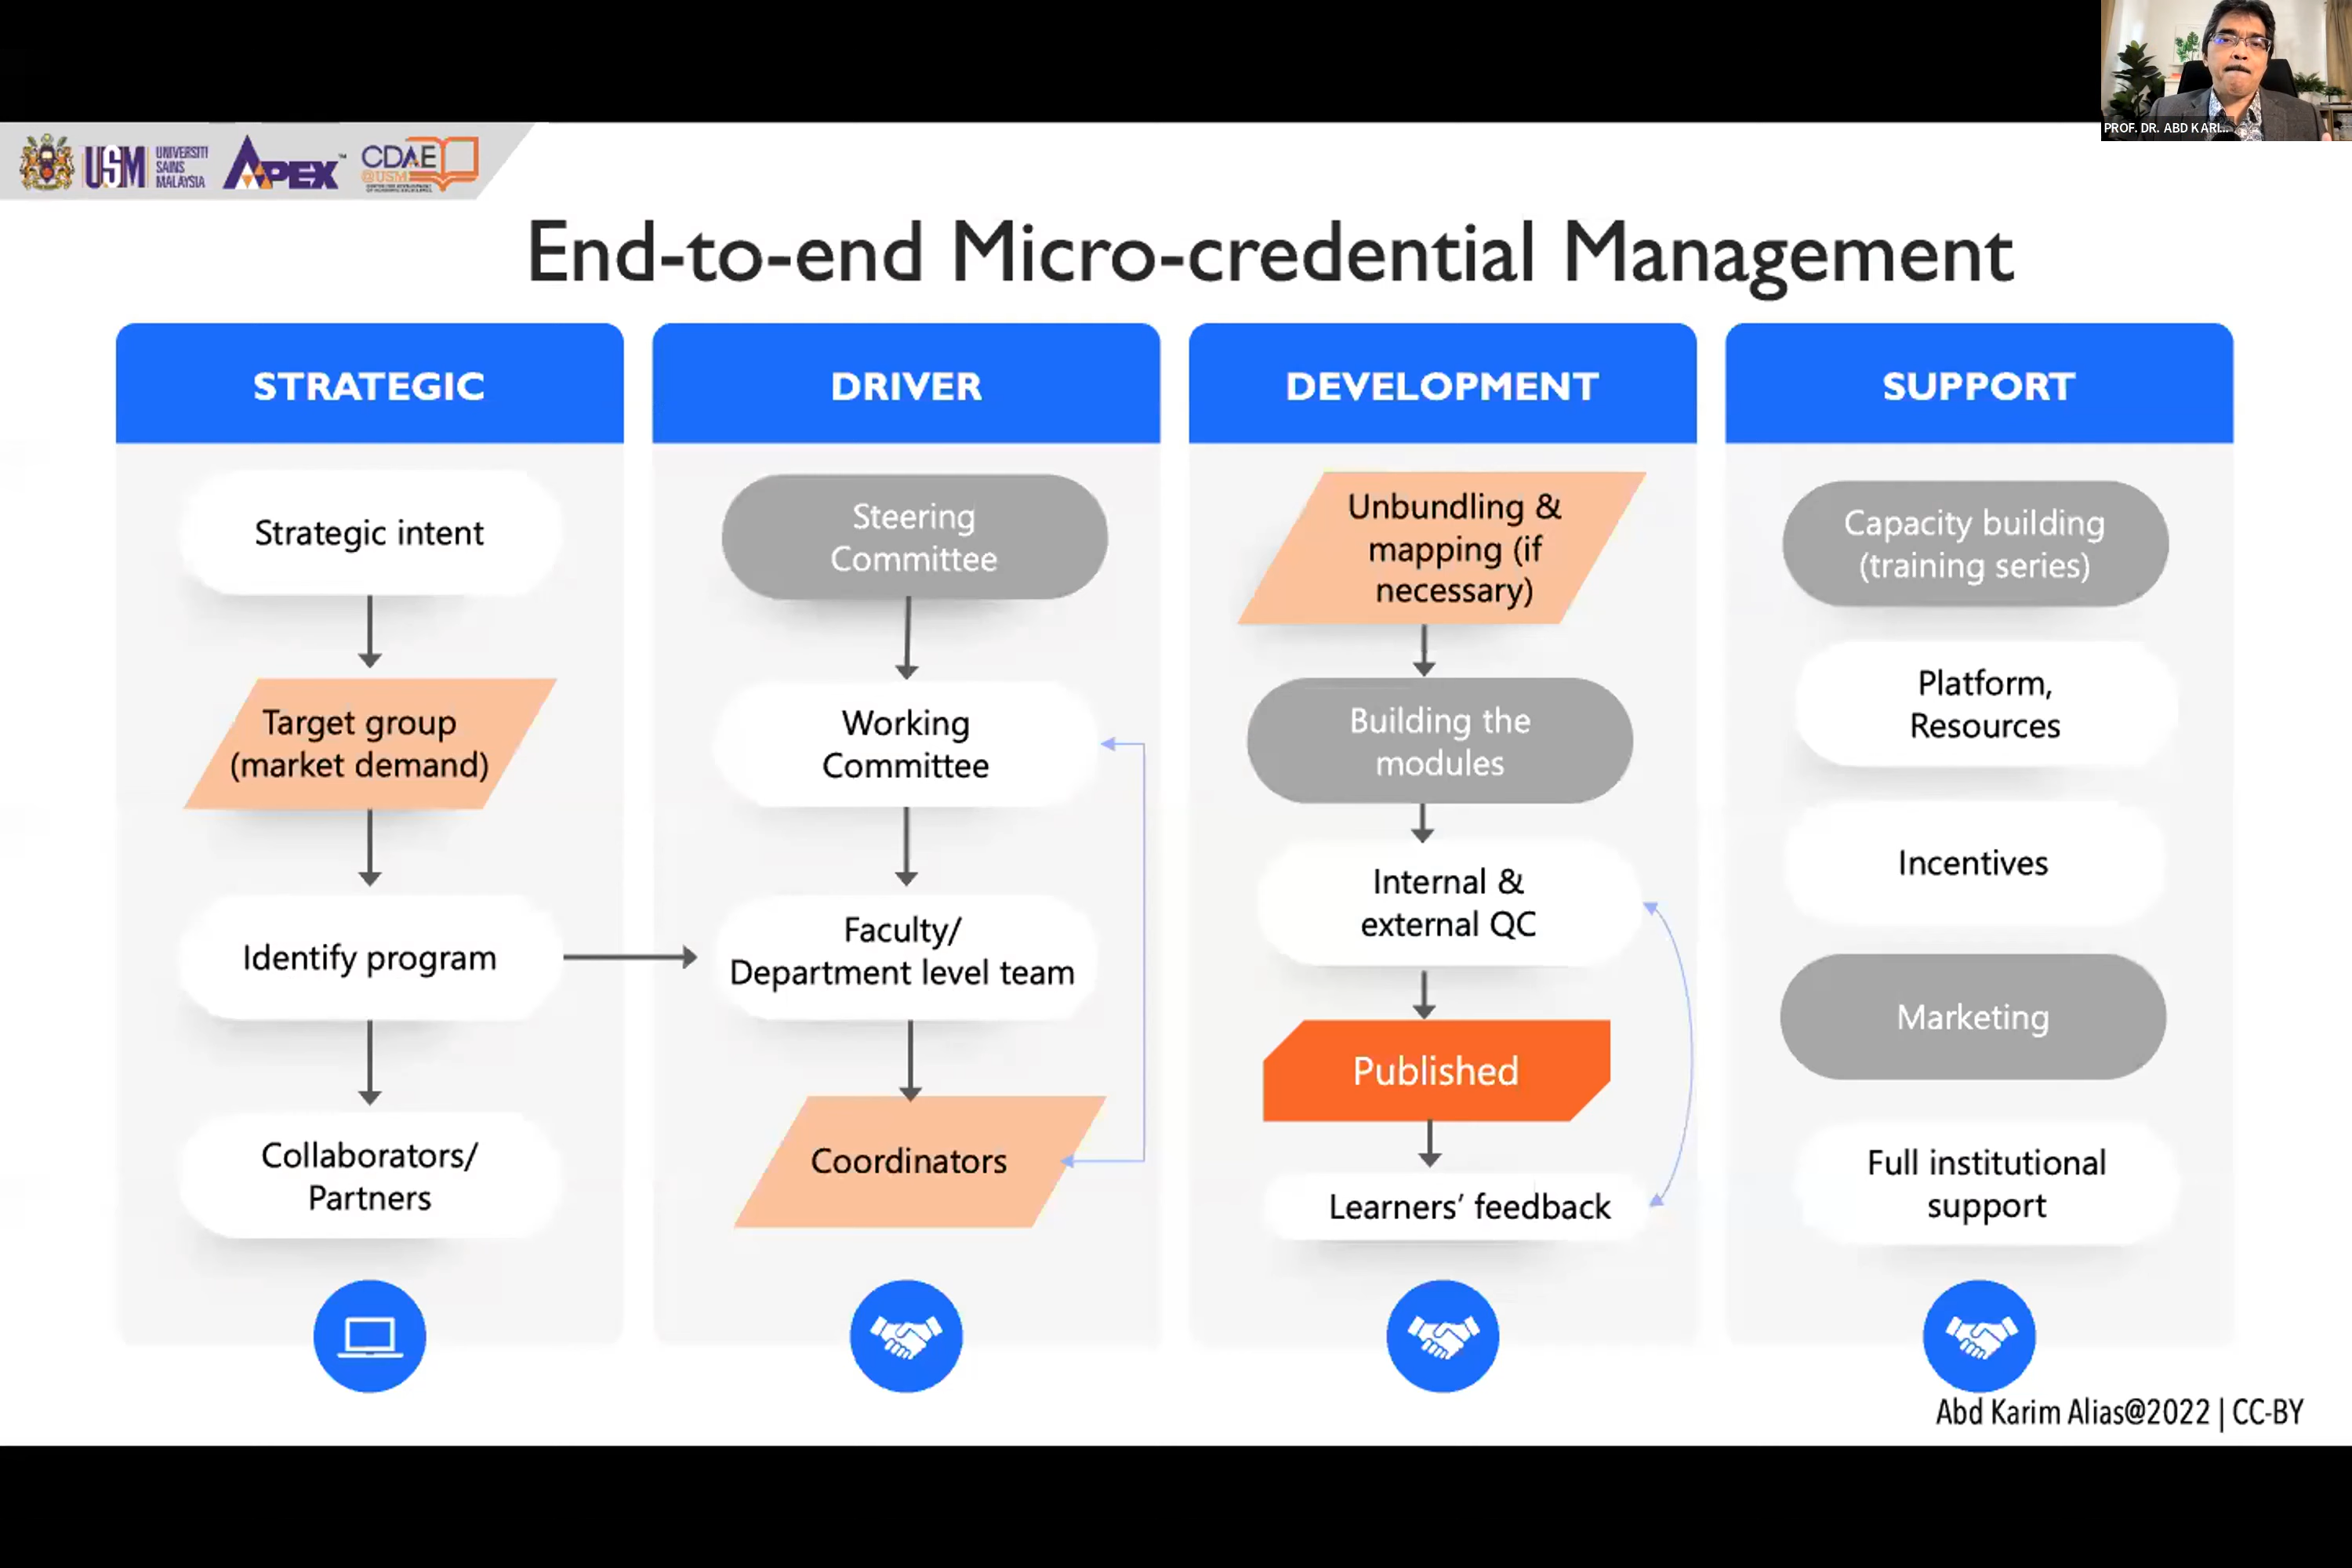 PROF. DR. ABD KARI...
USM
UNIVERSITI
SAINS
MALAYSIA
APEX™
CDAE
@USM
End-to-end Micro-credential Management
STRATEGIC
Strategic intent
Target group
(market demand)
Identify program
Collaborators/
Partners
DRIVER
Steering
Committee
Working
Committee
Faculty/
Department level team
Coordinators
DEVELOPMENT
Unbundling &
mapping (if
necessary)
Building the
modules
Internal &
external QC
Published
Learners’ feedback
SUPPORT
Capacity building
(training series)
Platform,
Resources
Incentives
Marketing
Full institutional
support
Abd Karim Alias@2022 | CC-BY